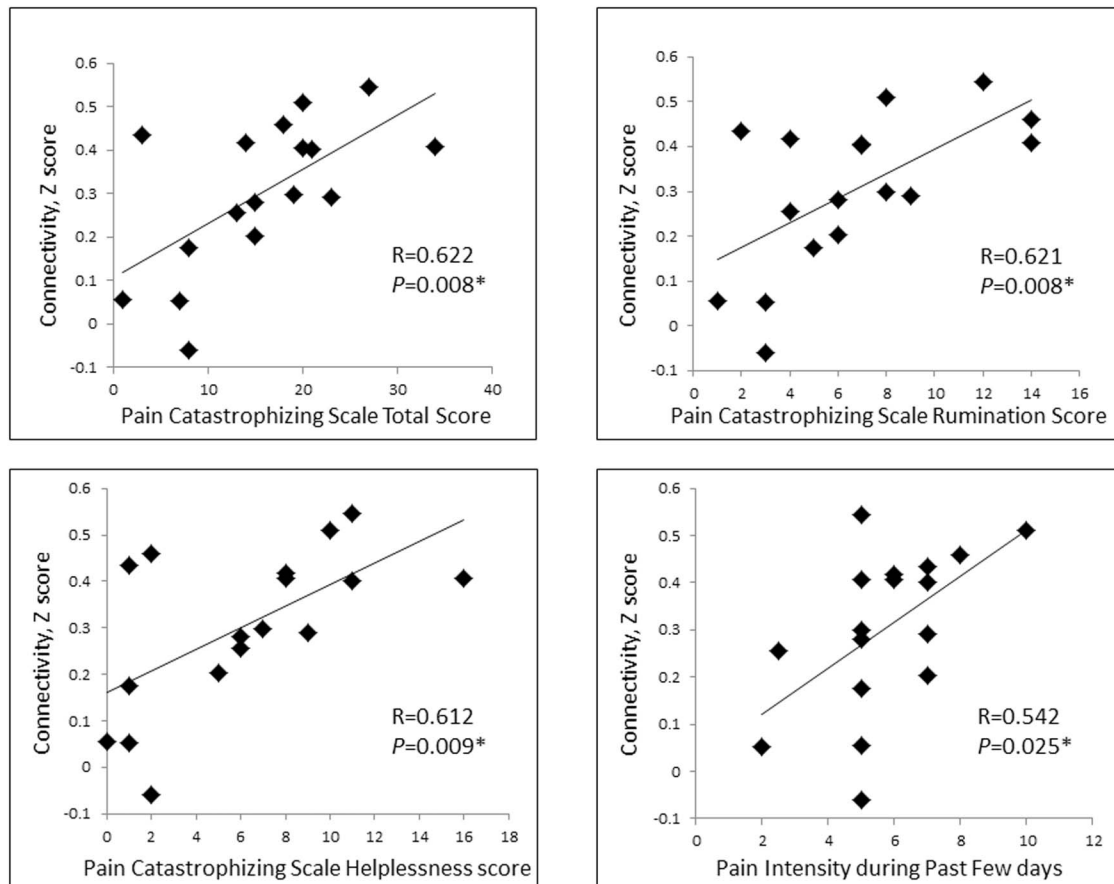 0.6
0.5
0.4
0.3
0.2
0.1
0
-0.1
Connectivity, Z score
R=0.622
P=0.008*
0 10 20 30 40
Pain Catastrophizing Scale Total Score
0.6
0.5
0.4
0.3
0.2
0.1
0
-0.1
Connectivity, Z score
R=0.621
P=0.008*
0 2 4 6 8 10 12 14 16
Pain Catastrophizing Scale Rumination Score
0.6
0.5
0.4
0.3
0.2
0.1
0
-0.1
Connectivity, Z score
R=0.612
P=0.009*
0 2 4 6 8 10 12 14 16 18
Pain Catastrophizing Scale Helplessness score
0.6
0.5
0.4
0.3
0.2
0.1
0
-0.1
Connectivity, Z score
R=0.542
P=0.025*
0 2 4 6 8 10 12
Pain Intensity during Past Few days